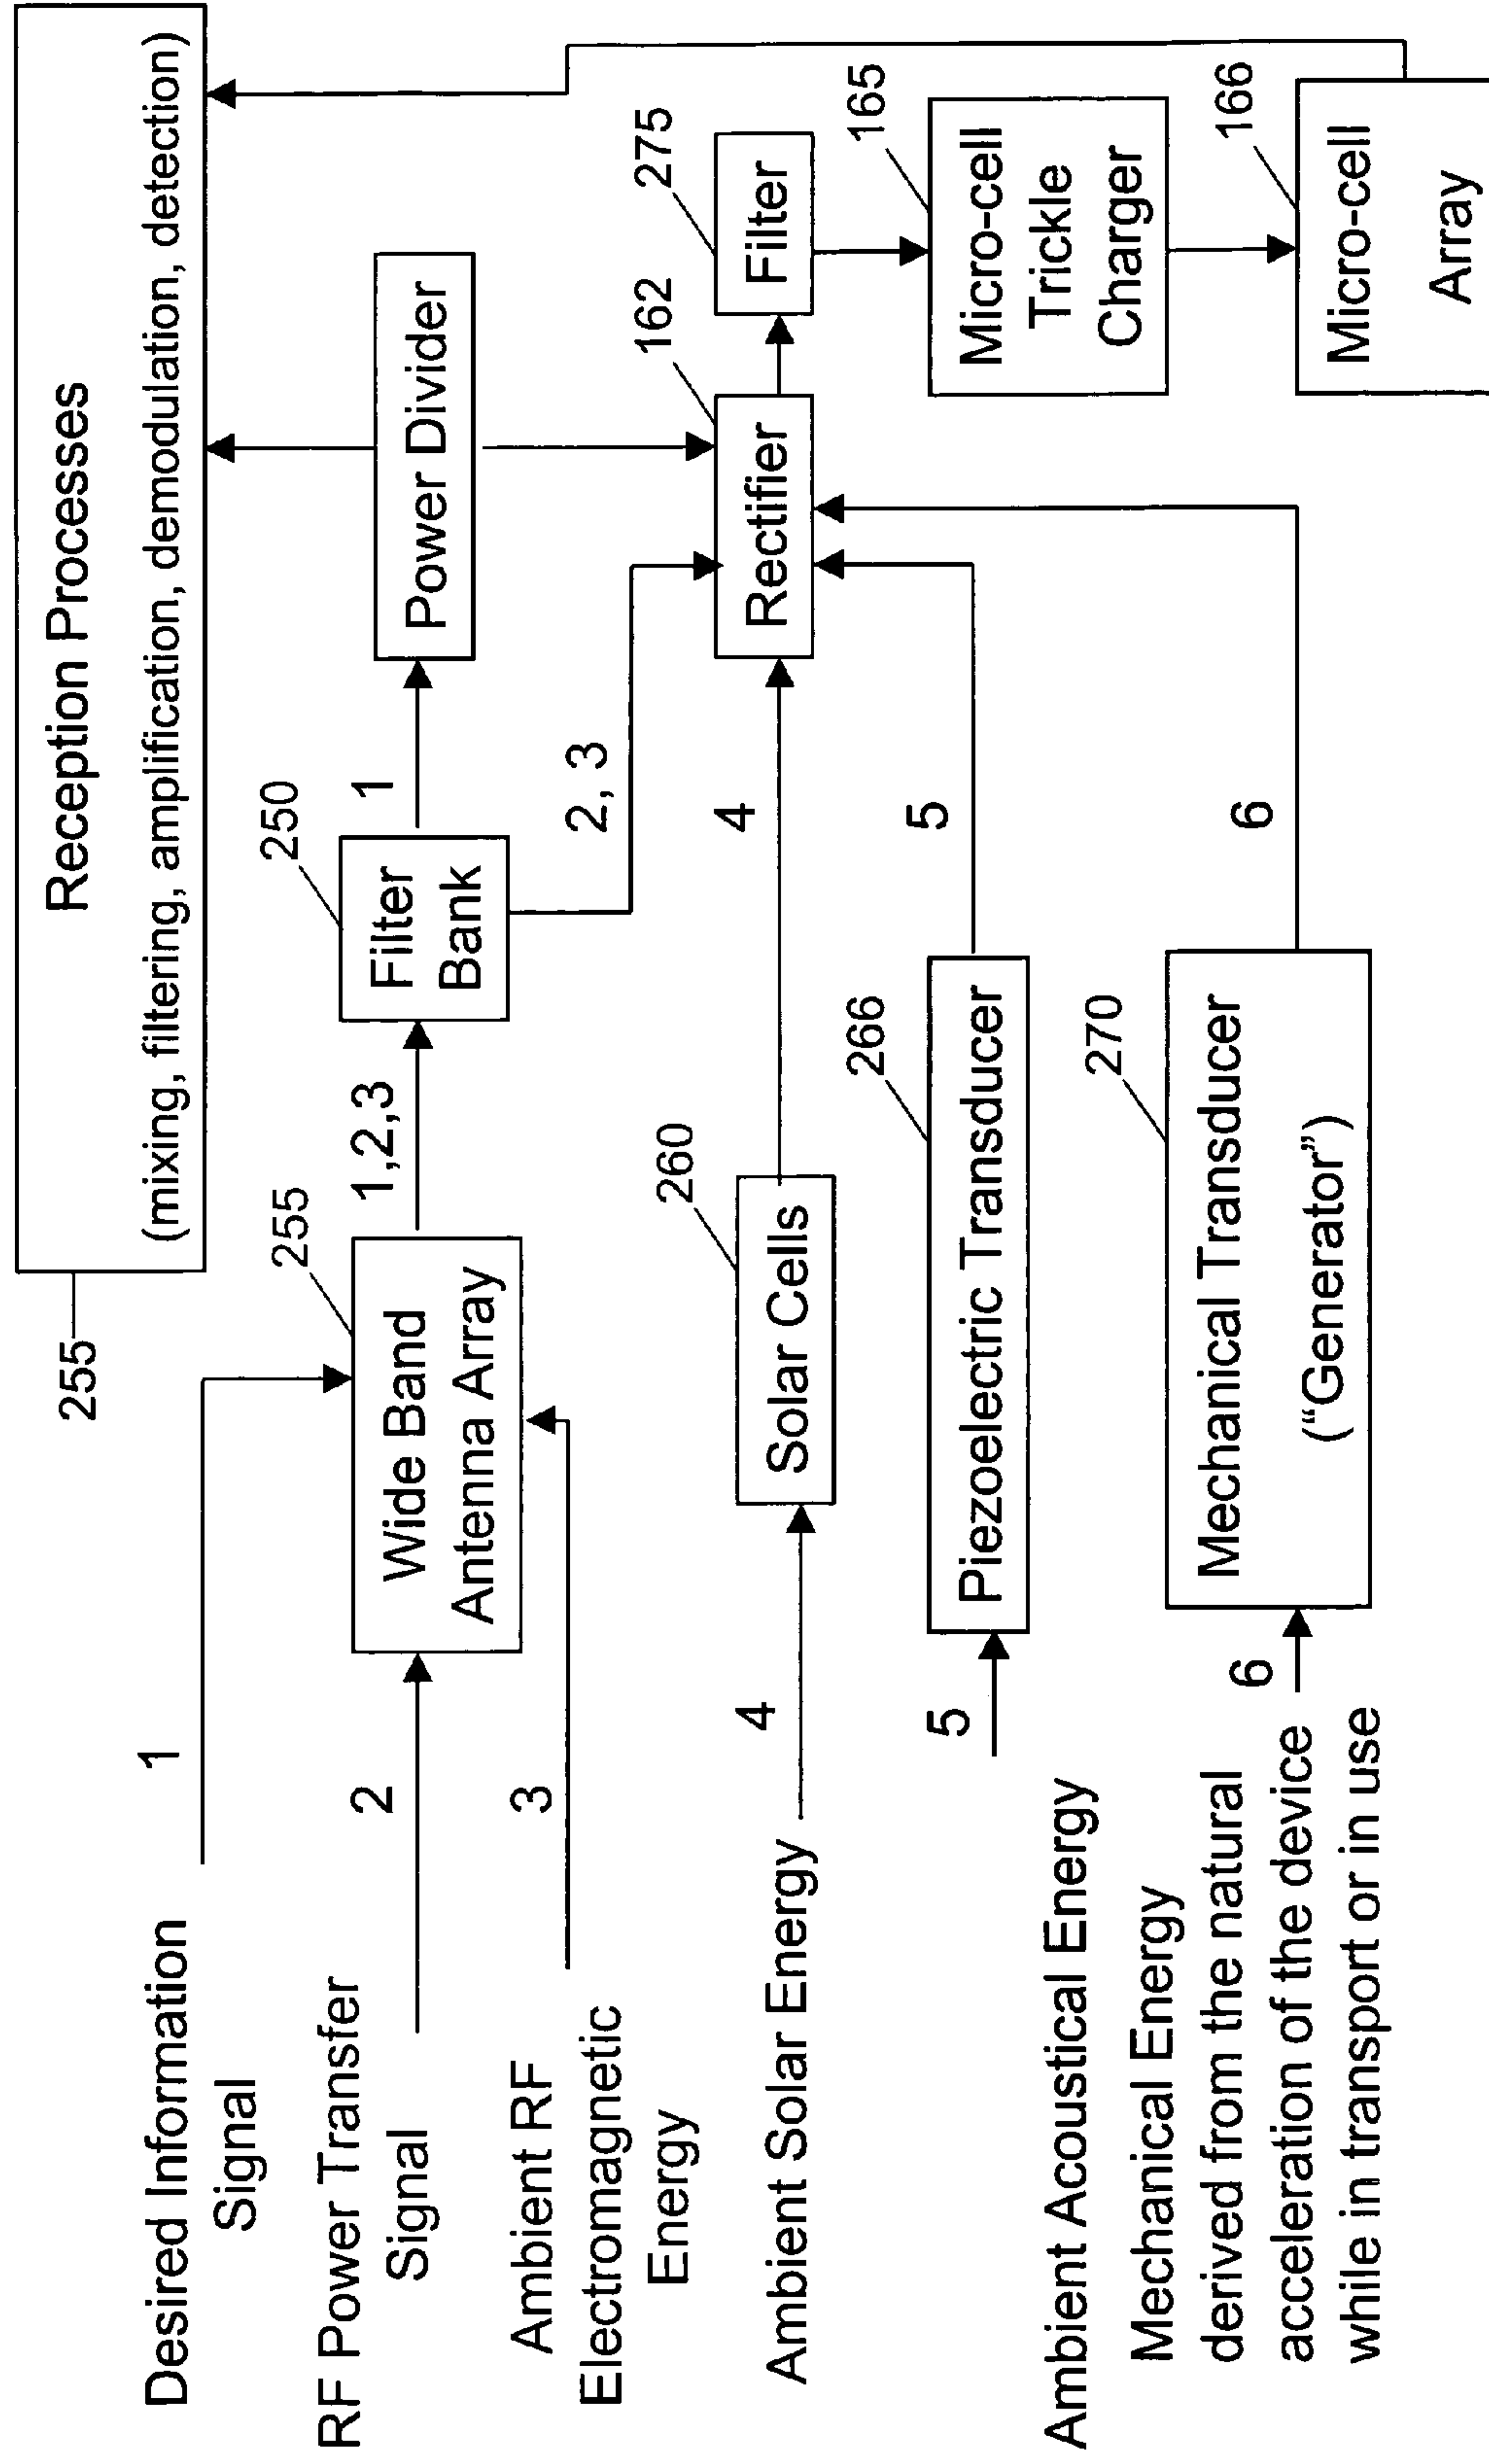 Reception Processes
(mixing, filtering, amplification, demodulation, detection)
255
Desired Information
Signal
1
RF Power Transfer
Signal
2
Ambient RF
Electromagnetic
Energy
3
Wide Band
Antenna Array
255
1,2,3
Filter
Bank
250
1
2, 3
Power Divider
Ambient Solar Energy
4
Solar Cells
260
4
Rectifier
162
Filter
275
Ambient Acoustical Energy
5
Piezoelectric Transducer
266
5
Micro-cell
Trickle
Charger
165
Mechanical Energy
derived from the natural
acceleration of the device
while in transport or in use
6
Mechanical Transducer
("Generator")
270
6
Micro-cell
Array
166